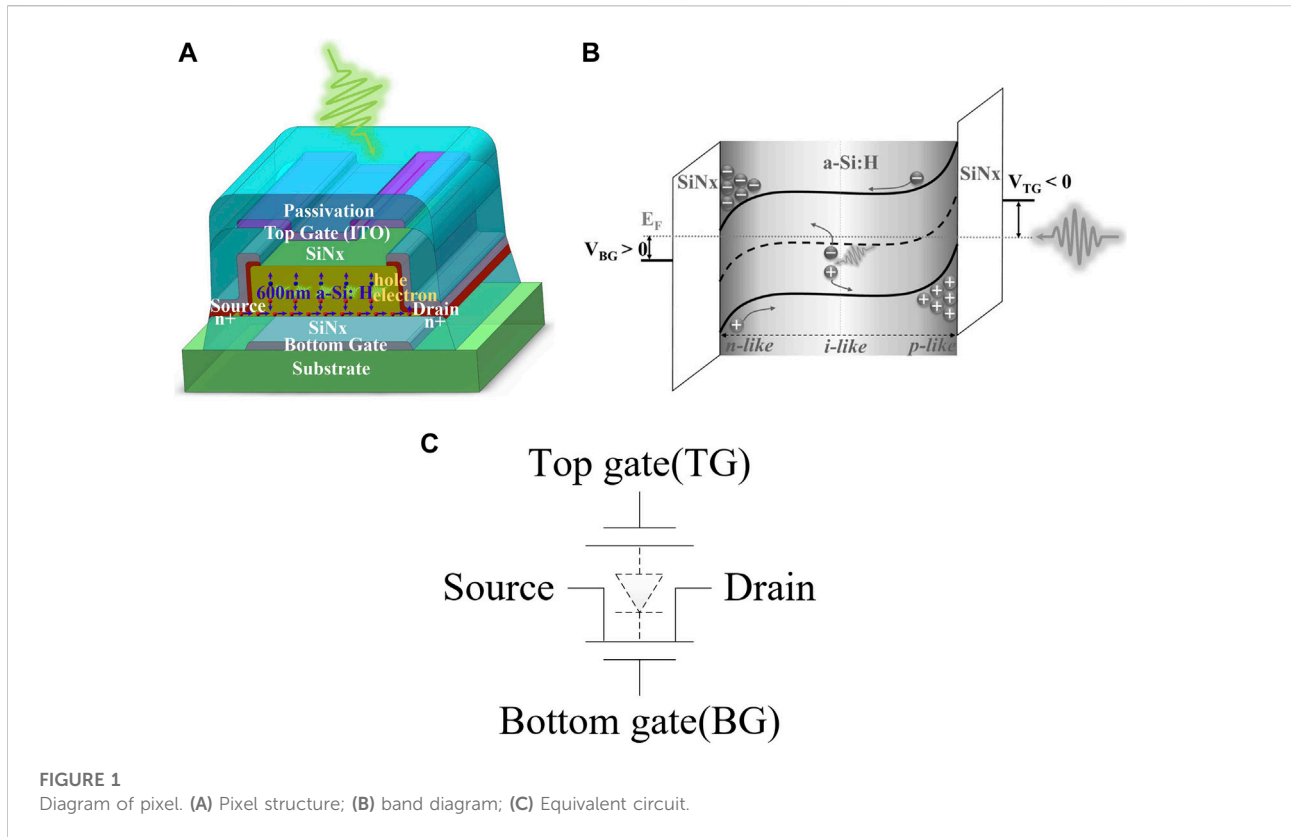 A
Passivation
Top Gate (ITO)
SiNx
hole
600nm a-Si: H
electron
Source
Drain
n+
n+
SiNx
Bottom Gate
Substrate
B
a-Si:H
SiNx
SiNx
V_TG < 0
E_F
V_BG > 0
n-like
i-like
p-like
C
Top gate(TG)
Source
Drain
Bottom gate(BG)
FIGURE 1
Diagram of pixel. (A) Pixel structure; (B) band diagram; (C) Equivalent circuit.